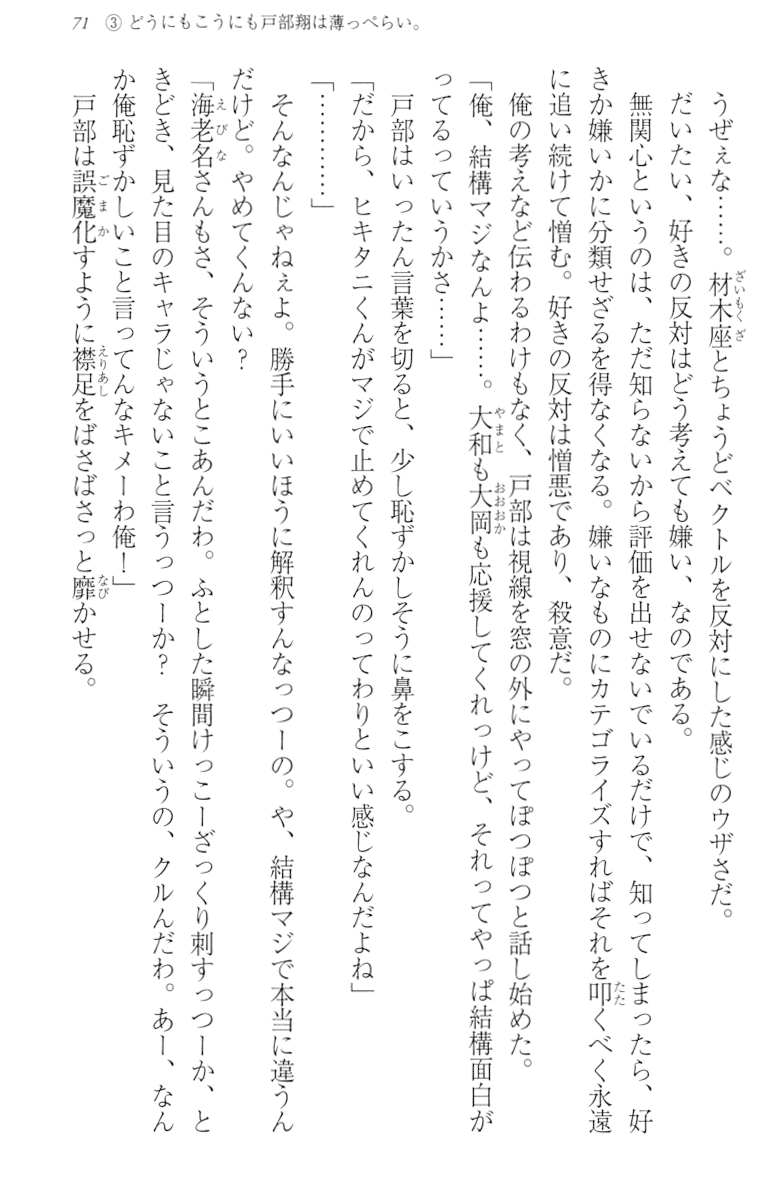 71 ③ どうにもこうにも戸部翔は薄っぺらい。
　うぜぇな……。材木座とちょうどベクトルを反対にした感じのウザさだ。
　だいたい、好きの反対はどう考えても嫌い、なのである。
　無関心というのは、ただ知らないから評価を出せないでいるだけで、知ってしまったら、好
きか嫌いかに分類せざるを得なくなる。嫌いなものにカテゴライズすればそれを叩くべく永遠
に追い続けて憎む。好きの反対は憎悪であり、殺意だ。
　俺の考えなど伝わるわけもなく、戸部は視線を窓の外にやってぽつぽつと話し始めた。
「俺、結構マジなんよ……。大和も大岡も応援してくれっけど、それってやっぱ結構面白が
ってるっていうかさ……」
　戸部はいったん言葉を切ると、少し恥ずかしそうに鼻をこする。
「だから、ヒキタニくんがマジで止めてくれんのってわりといい感じなんだよね」
「…………」
　そんなんじゃねぇよ。勝手にいいほうに解釈すんなっつーの。や、結構マジで本当に違うん
だけど。やめてくんない？
「海老名さんもさ、そういうとこあんだわ。ふとした瞬間けっこーざっくり刺すっつーか、と
きどき、見た目のキャラじゃないこと言うっつーか？　そういうの、クルんだわ。あー、なん
か俺恥ずかしいこと言ってんなキメーわ俺！」
　戸部は誤魔化すように襟足をばさばさっと靡かせる。